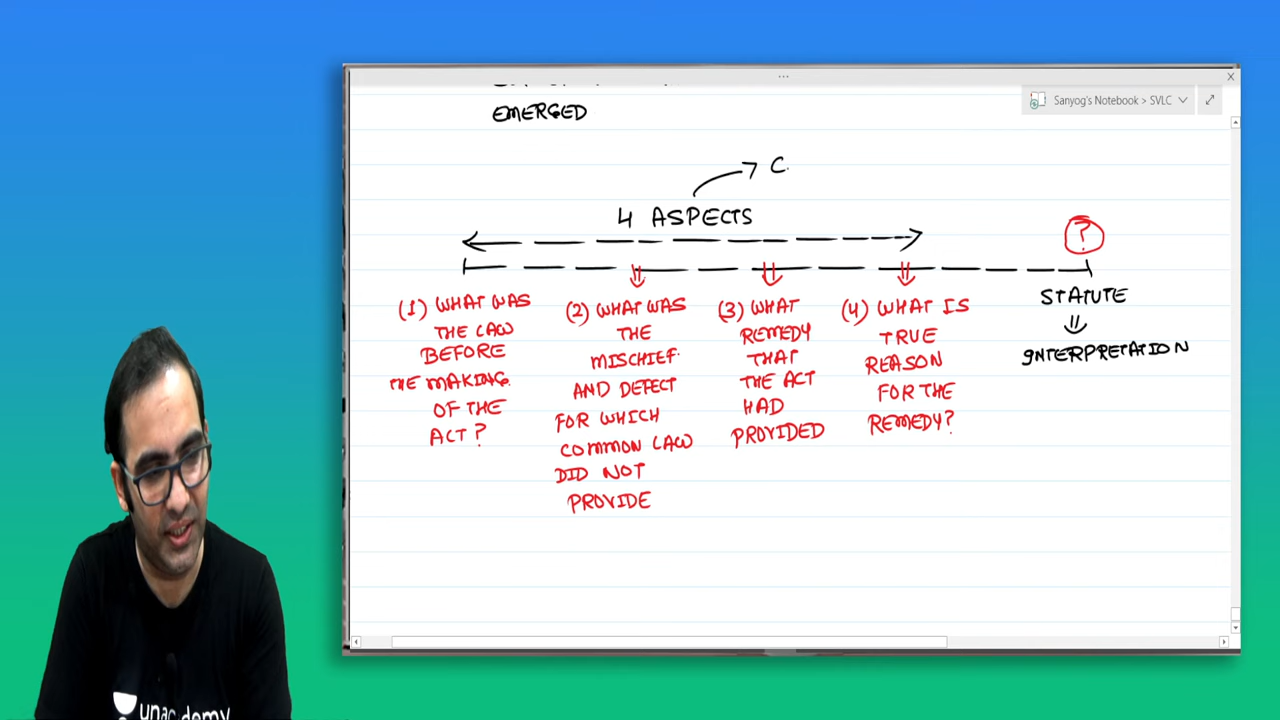 EMERGED
Sanyog's Notebook > SVLC
C
4 ASPECTS
?
(1) WHAT WAS
THE LAW
BEFORE
THE MAKING
OF THE
ACT?
(2) WHAT WAS
THE
MISCHIEF
AND DEFECT
FOR WHICH
COMMON LAW
DID NOT
PROVIDE
(3) WHAT
REMEDY
THAT
THE ACT
HAD
PROVIDED
(4) WHAT IS
TRUE
REASON
FOR THE
REMEDY?
STATUTE
INTERPRETATION
unacademy